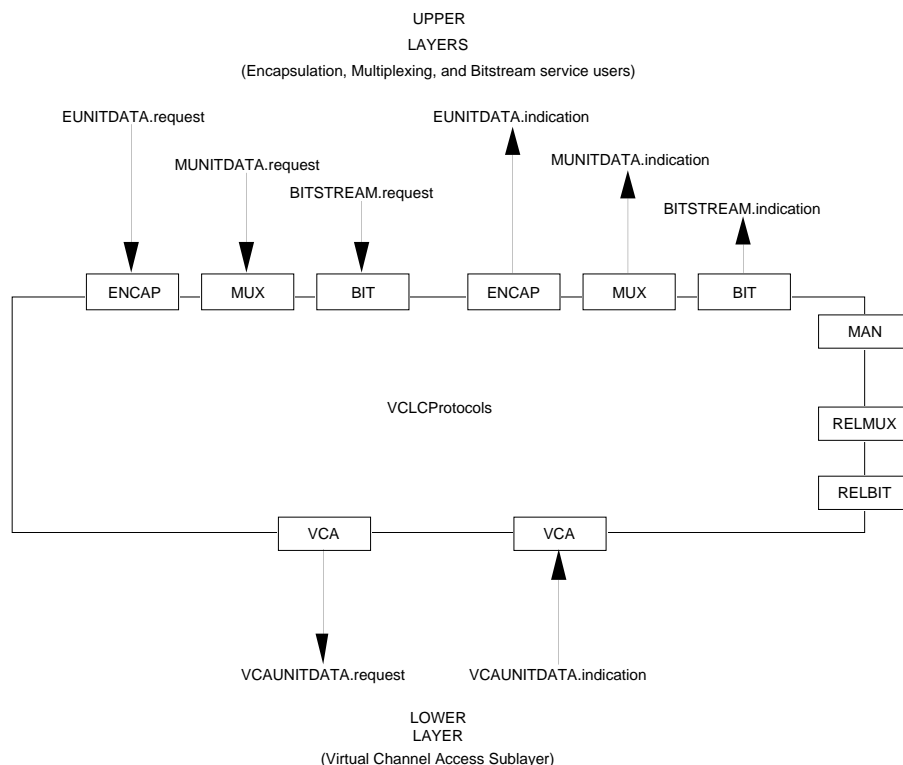 UPPER
LAYERS
(Encapsulation, Multiplexing, and Bitstream service users)
EUNITDATA.request
EUNITDATA.indication
MUNITDATA.request
MUNITDATA.indication
BITSTREAM.request
BITSTREAM.indication
ENCAP
MUX
BIT
ENCAP
MUX
BIT
MAN
VCLCProtocols
RELMUX
RELBIT
VCA
VCA
VCAUNITDATA.request
VCAUNITDATA.indication
LOWER
LAYER
(Virtual Channel Access Sublayer)